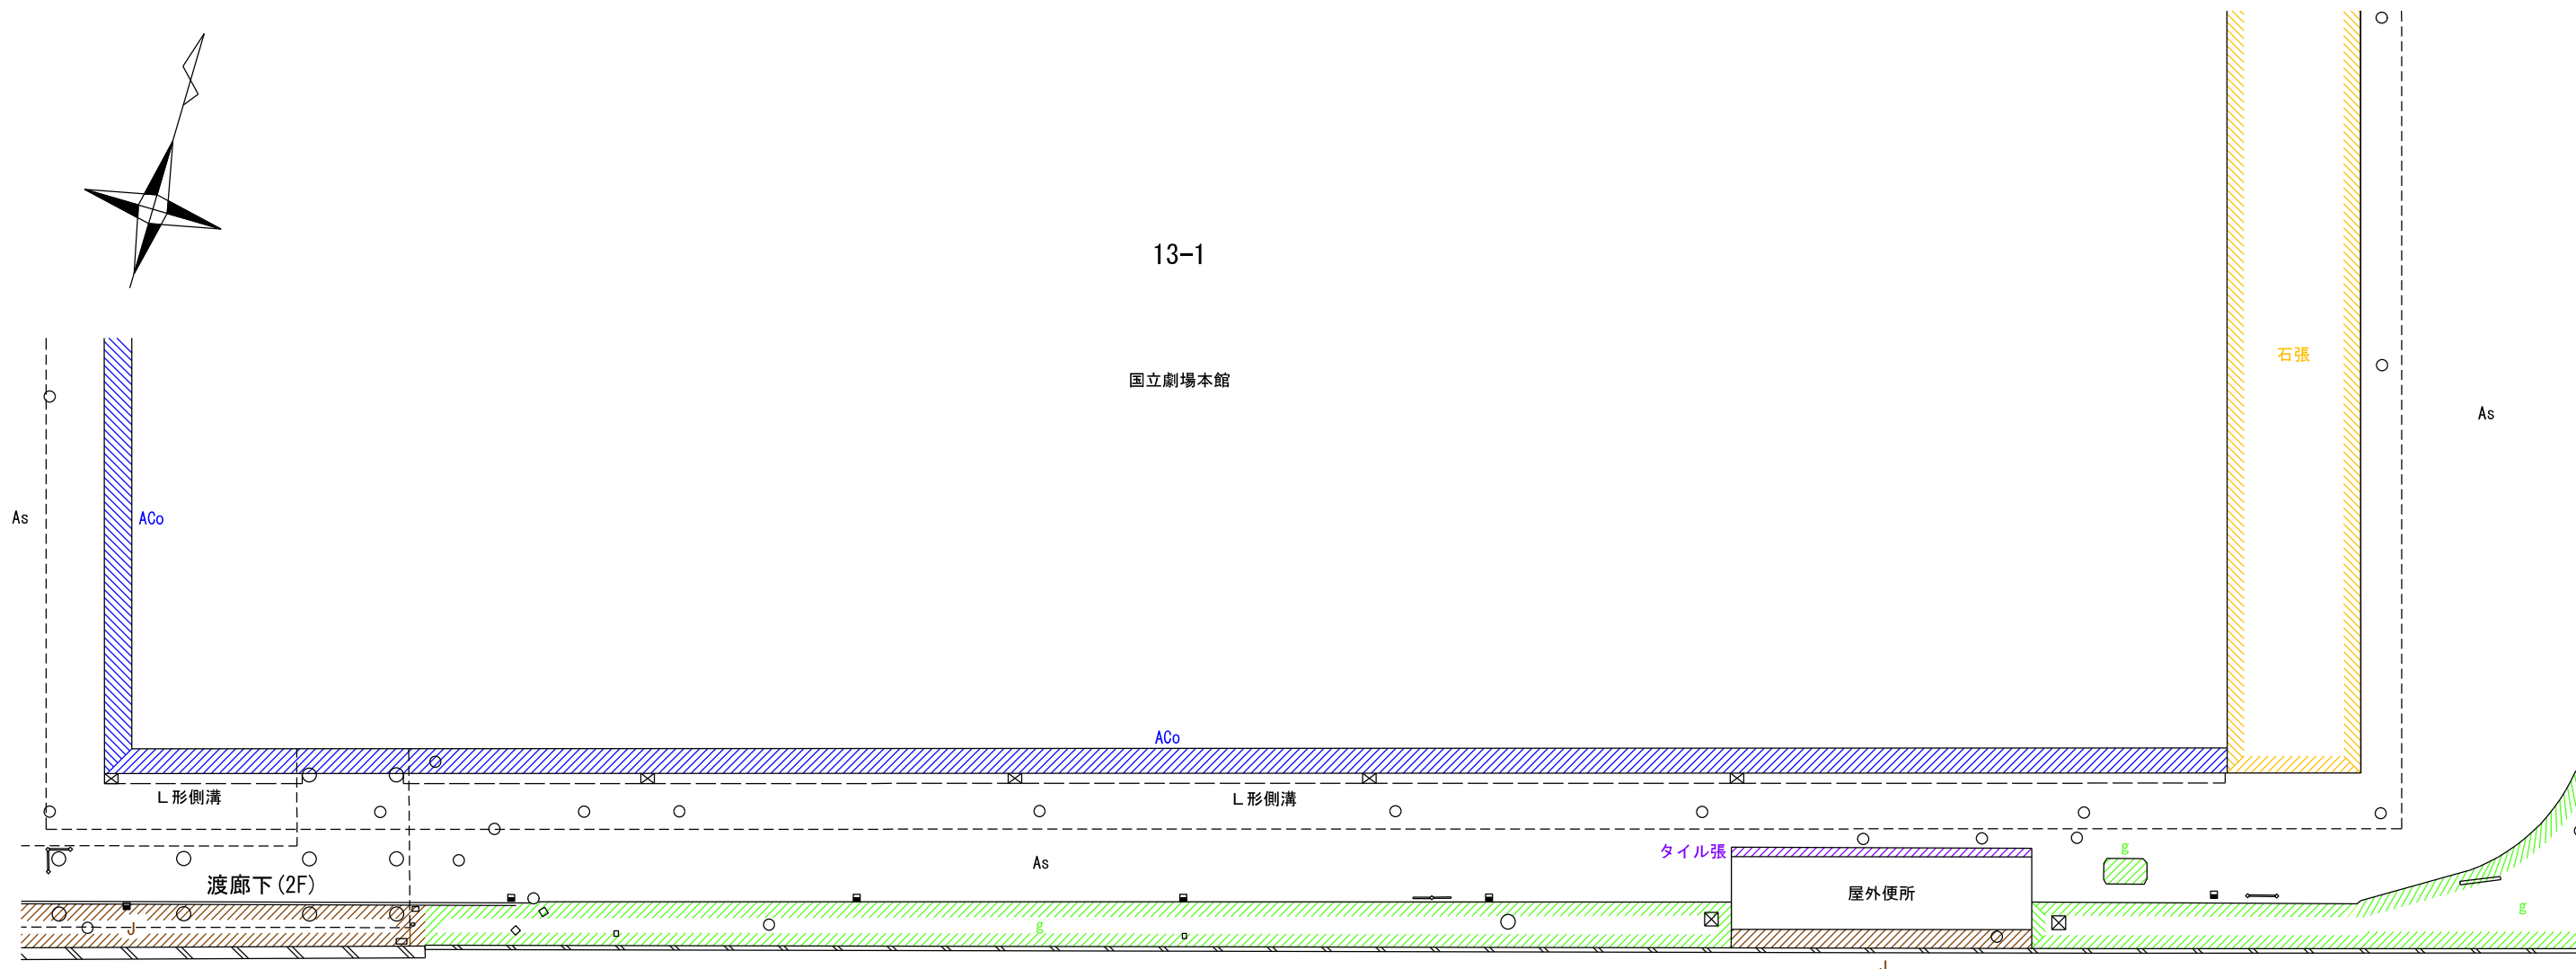 13-1
石張
国立劇場本館
As
As
ACo
ACo
L形側溝
L形側溝
As
タイル張
g
渡廊下(2F)
屋外便所
g
J
g
J